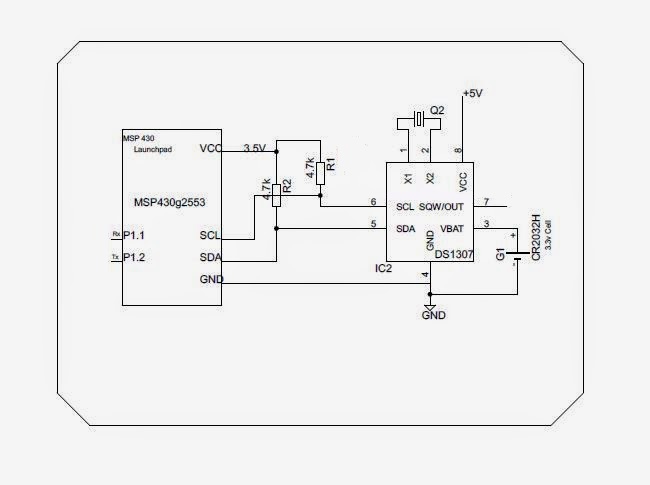 +5V
Q2
MSP 430
Launchpad
VCC
3.5V
4.7k
R1
4.7k
R2
MSP430g2553
Rx
P1.1
Tx
P1.2
SCL
SDA
GND
1
2
8
X1
X2
VCC
6
SCL
SQW/OUT
7
5
SDA
VBAT
3
GND
DS1307
IC2
4
GND
+
-
G1
CR2032H
3.3v Cell